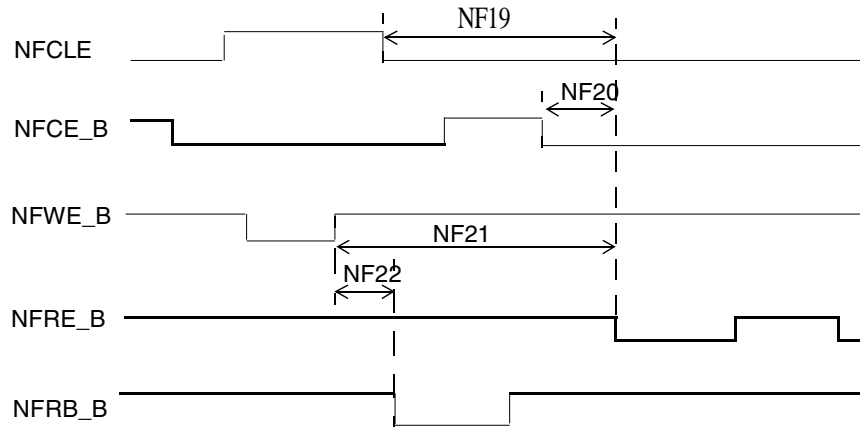 NF19
NFCLE
NF20
NFCE_B
NFWE_B
NF21
NF22
NFRE_B
NFRB_B